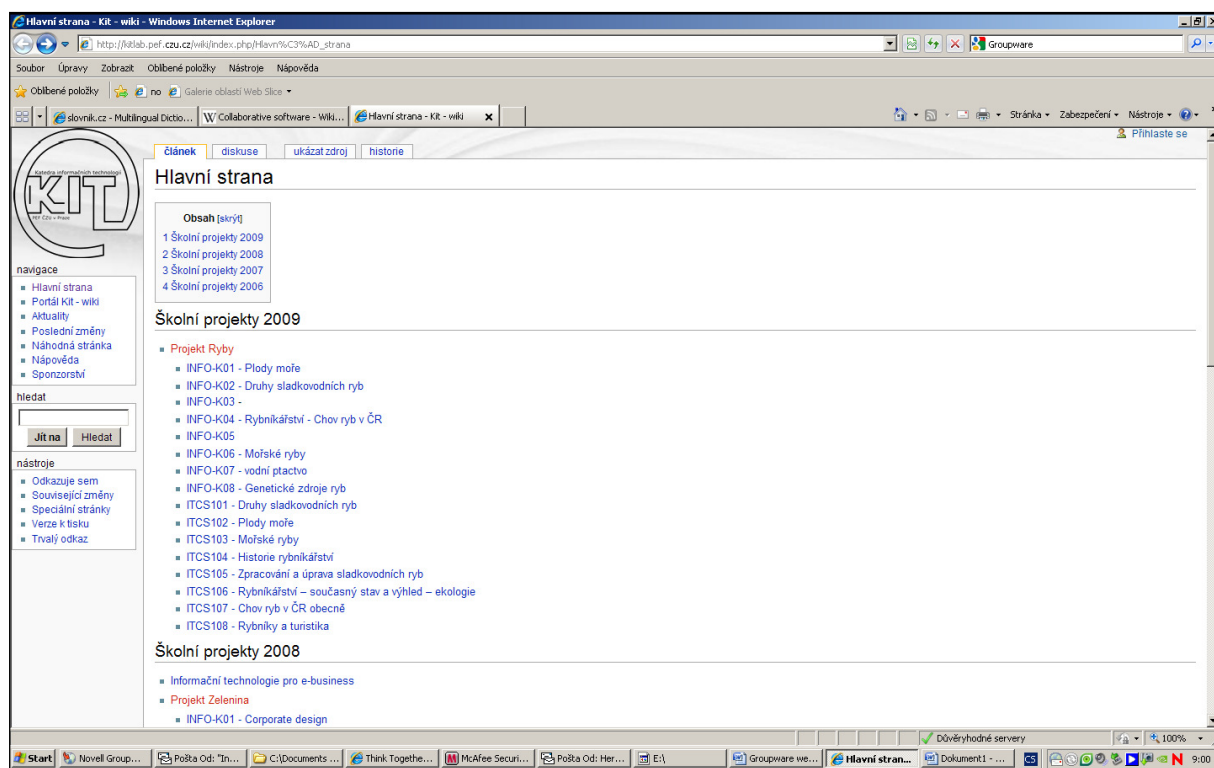 Hlavní strana - Kit - wiki - Windows Internet Explorer
http://kitlab.pef.czu.cz/wiki/index.php/Hlavn%C3%AD_strana
Groupware
Soubor Úpravy Zobrazit Oblíbené položky Nástroje Nápověda
Oblíbené položky no Galerie oblastí Web Slice
slovnik.cz - Multilingual Dictio... Collaborative software - Wiki... Hlavní strana - Kit - wiki
Stránka Zabezpečení Nástroje
Přihlaste se
článek diskuse ukázat zdroj historie
Katedra informačních technologií
KIT
PEF ČZU v Praze
Hlavní strana
Obsah [skrýt]
1 Školní projekty 2009
2 Školní projekty 2008
3 Školní projekty 2007
4 Školní projekty 2006
navigace
Hlavní strana
Portál Kit - wiki
Aktuality
Poslední změny
Náhodná stránka
Nápověda
Sponzorství
hledat
Jít na Hledat
nástroje
Odkazuje sem
Související změny
Speciální stránky
Verze k tisku
Trvalý odkaz
Školní projekty 2009
Projekt Ryby
INFO-K01 - Plody moře
INFO-K02 - Druhy sladkovodních ryb
INFO-K03 -
INFO-K04 - Rybníkářství - Chov ryb v ČR
INFO-K05
INFO-K06 - Mořské ryby
INFO-K07 - vodní ptactvo
INFO-K08 - Genetické zdroje ryb
ITCS101 - Druhy sladkovodních ryb
ITCS102 - Plody moře
ITCS103 - Mořské ryby
ITCS104 - Historie rybníkářství
ITCS105 - Zpracování a úprava sladkovodních ryb
ITCS106 - Rybníkářství – současný stav a výhled – ekologie
ITCS107 - Chov ryb v ČR obecně
ITCS108 - Rybníky a turistika
Školní projekty 2008
Informační technologie pro e-business
Projekt Zelenina
INFO-K01 - Corporate design
Důvěryhodné servery 100%
Start Novell Group... Pošta Od: "In... C:\Documents ... Think Togethe... McAfee Securi... Pošta Od: Her... E:\ Groupware we... Hlavní stran... Dokument1 - ... CS 9:00